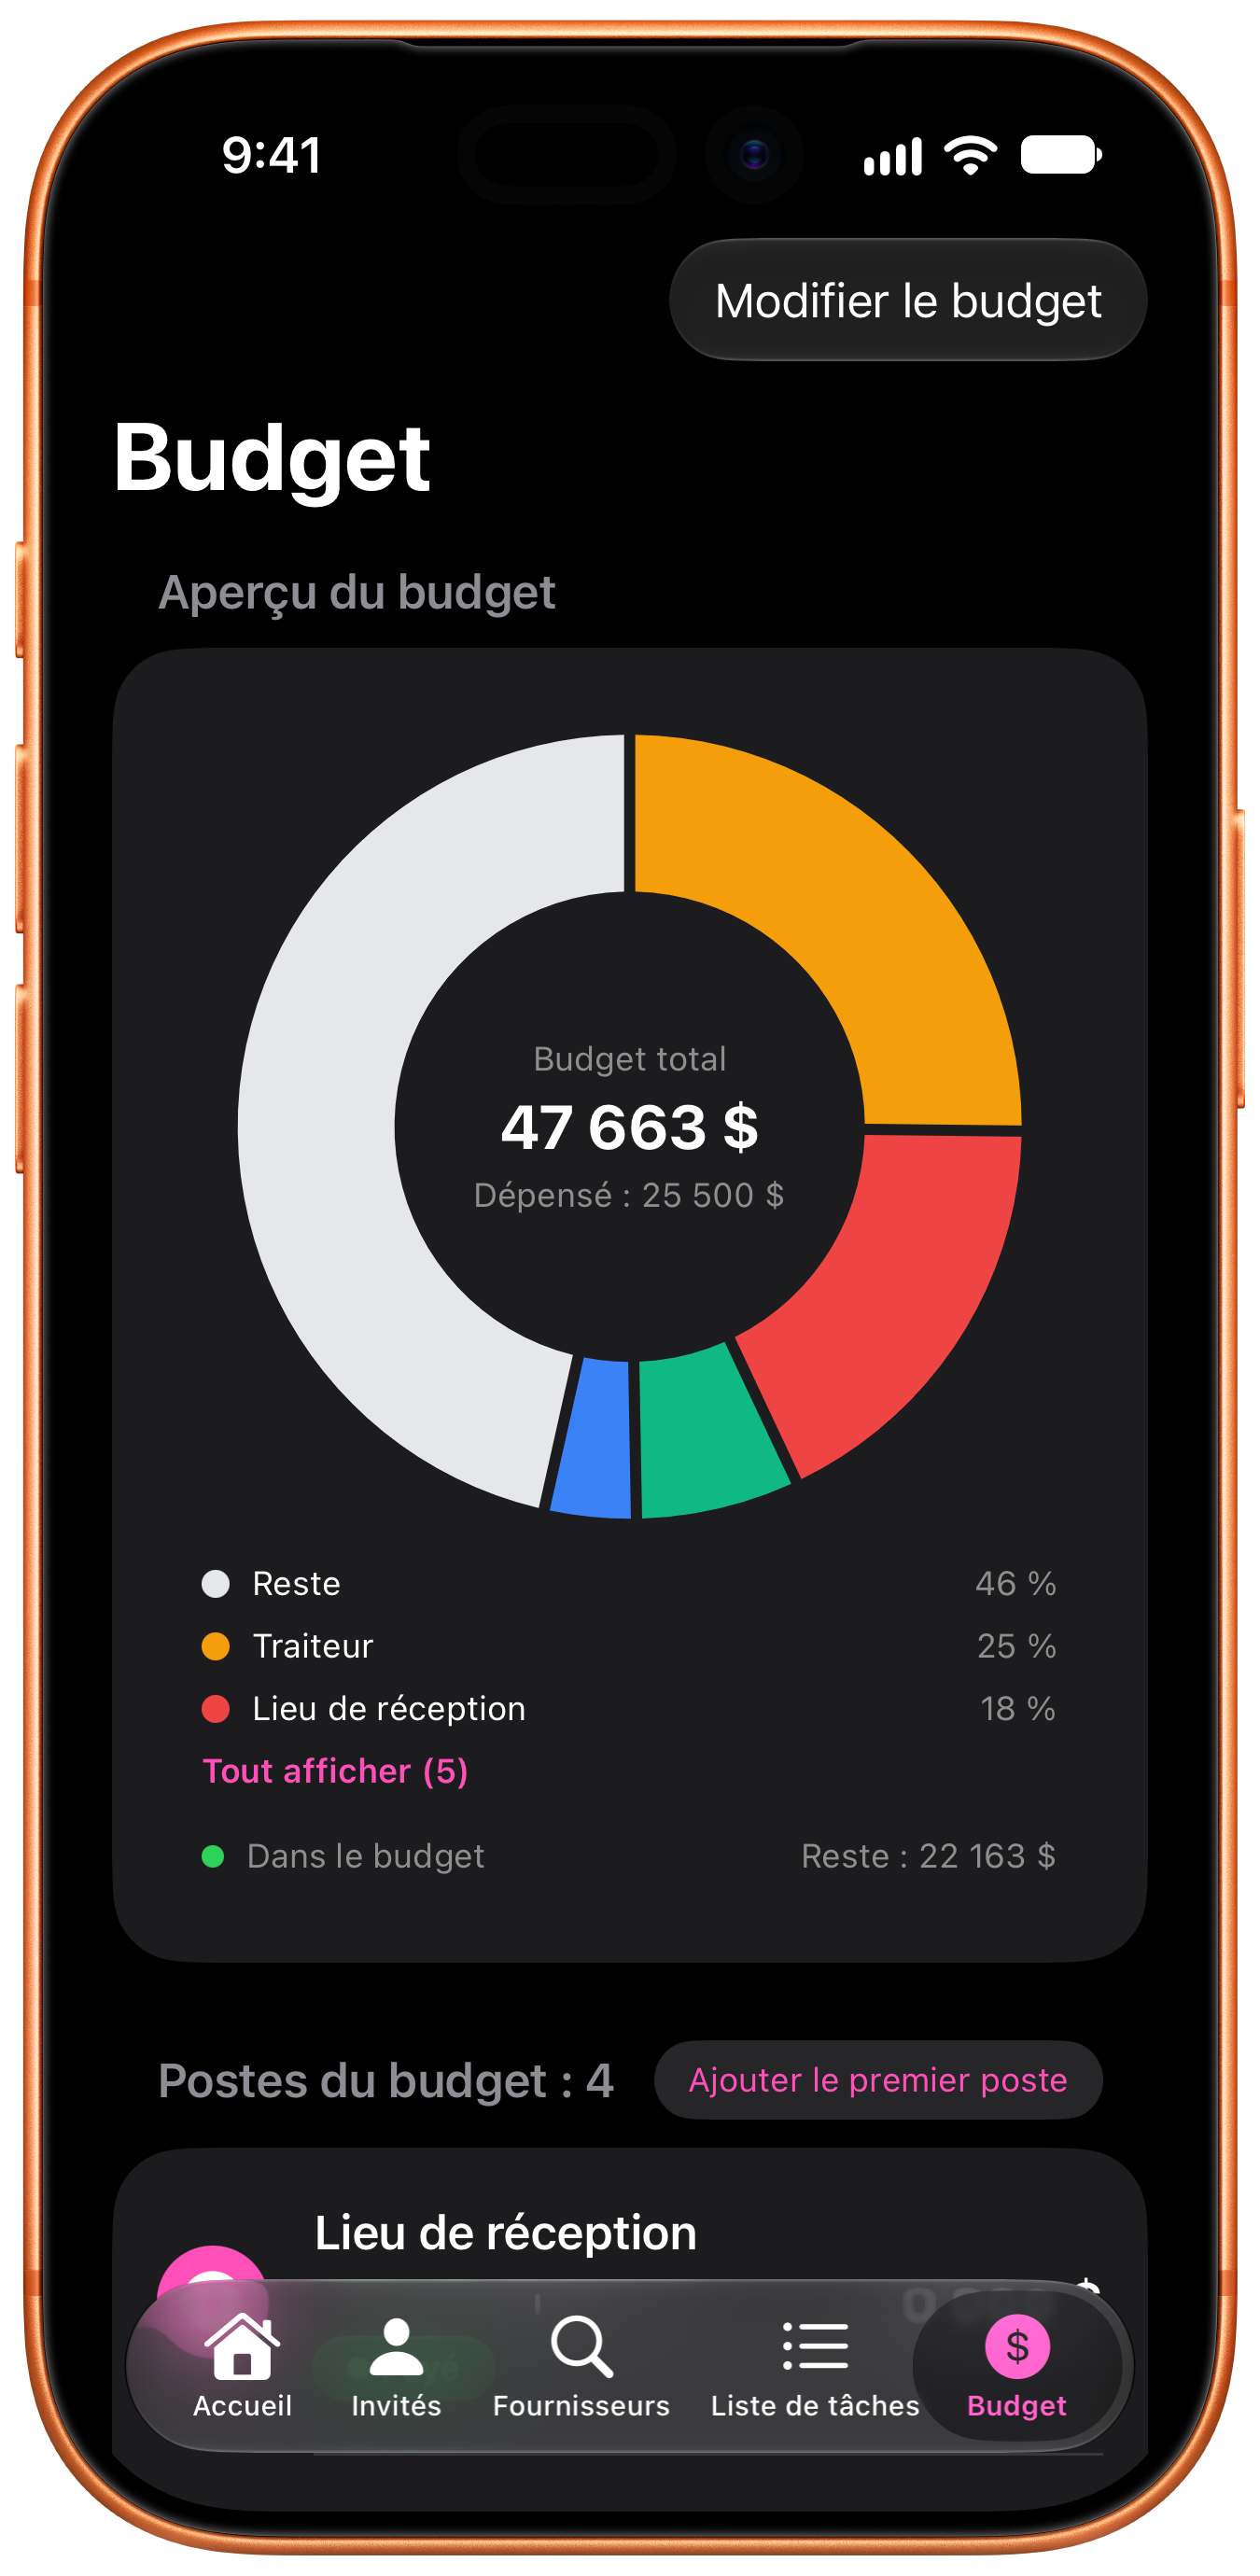 9:41
Modifier le budget
Budget
Aperçu du budget
Budget total
47 663 $
Dépensé : 25 500 $
Reste 46 %
Traiteur 25 %
Lieu de réception 18 %
Tout afficher (5)
Dans le budget Reste : 22 163 $
Postes du budget : 4 Ajouter le premier poste
Lieu de réception
$
Accueil Invités Fournisseurs Liste de tâches Budget